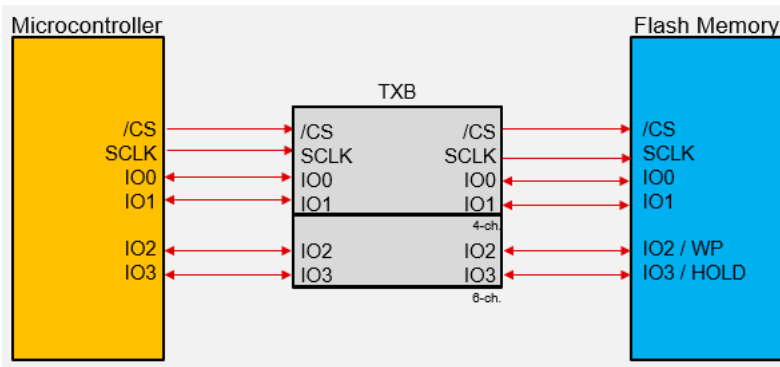 Microcontroller
Flash Memory
TXB
/CS
/CS
/CS
/CS
SCLK
SCLK
SCLK
SCLK
IO0
IO0
IO0
IO0
IO1
IO1
IO1
IO1
4-ch.
IO2
IO2
IO2
IO2 / WP
IO3
IO3
IO3
IO3 / HOLD
6-ch.